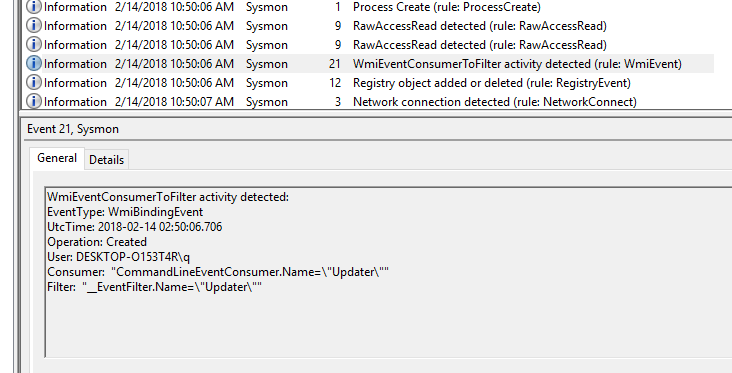 Information 2/14/2018 10:50:06 AM Sysmon 1 Process Create (rule: ProcessCreate)
Information 2/14/2018 10:50:06 AM Sysmon 9 RawAccessRead detected (rule: RawAccessRead)
Information 2/14/2018 10:50:06 AM Sysmon 9 RawAccessRead detected (rule: RawAccessRead)
Information 2/14/2018 10:50:06 AM Sysmon 21 WmiEventConsumerToFilter activity detected (rule: WmiEvent)
Information 2/14/2018 10:50:06 AM Sysmon 12 Registry object added or deleted (rule: RegistryEvent)
Information 2/14/2018 10:50:07 AM Sysmon 3 Network connection detected (rule: NetworkConnect)
Event 21, Sysmon
General Details
WmiEventConsumerToFilter activity detected:
EventType: WmiBindingEvent
UtcTime: 2018-02-14 02:50:06.706
Operation: Created
User: DESKTOP-O153T4R\q
Consumer:  "CommandLineEventConsumer.Name=\"Updater\""
Filter:  "__EventFilter.Name=\"Updater\""